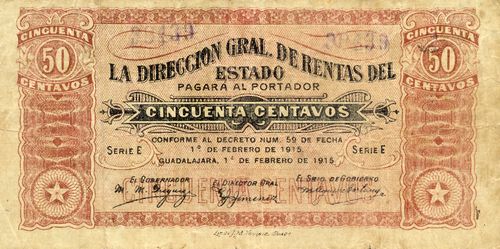 CINCUENTA
50
CENTAVOS
CINCUENTA
50
CENTAVOS
LA DIRECCION GRAL. DE RENTAS DEL
ESTADO
PAGARA AL PORTADOR
CINCUENTA CENTAVOS
CONFORME AL DECRETO NUM. 59 DE FECHA
SERIE E 1º DE FEBRERO DE 1915. SERIE E
GUADALAJARA, 1º DE FEBRERO DE 1915.
EL GOBERNADOR EL DIRECTOR GRAL EL SRIO. DE GOBIERNO